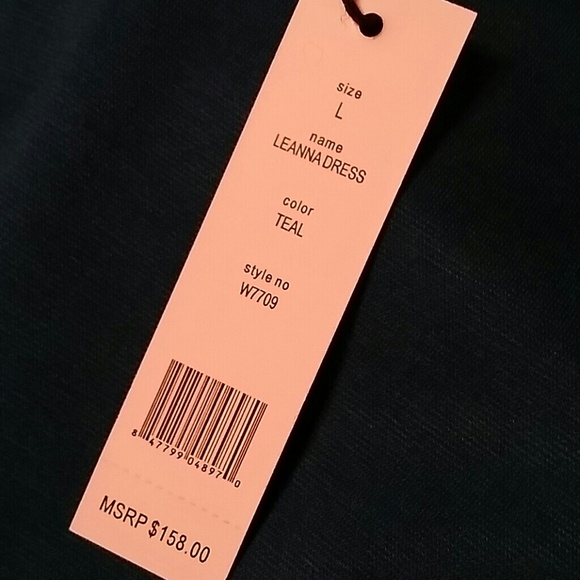 size
L
name
LEANNA DRESS
color
TEAL
style no
W7709
8 47799 04897 0
MSRP $158.00